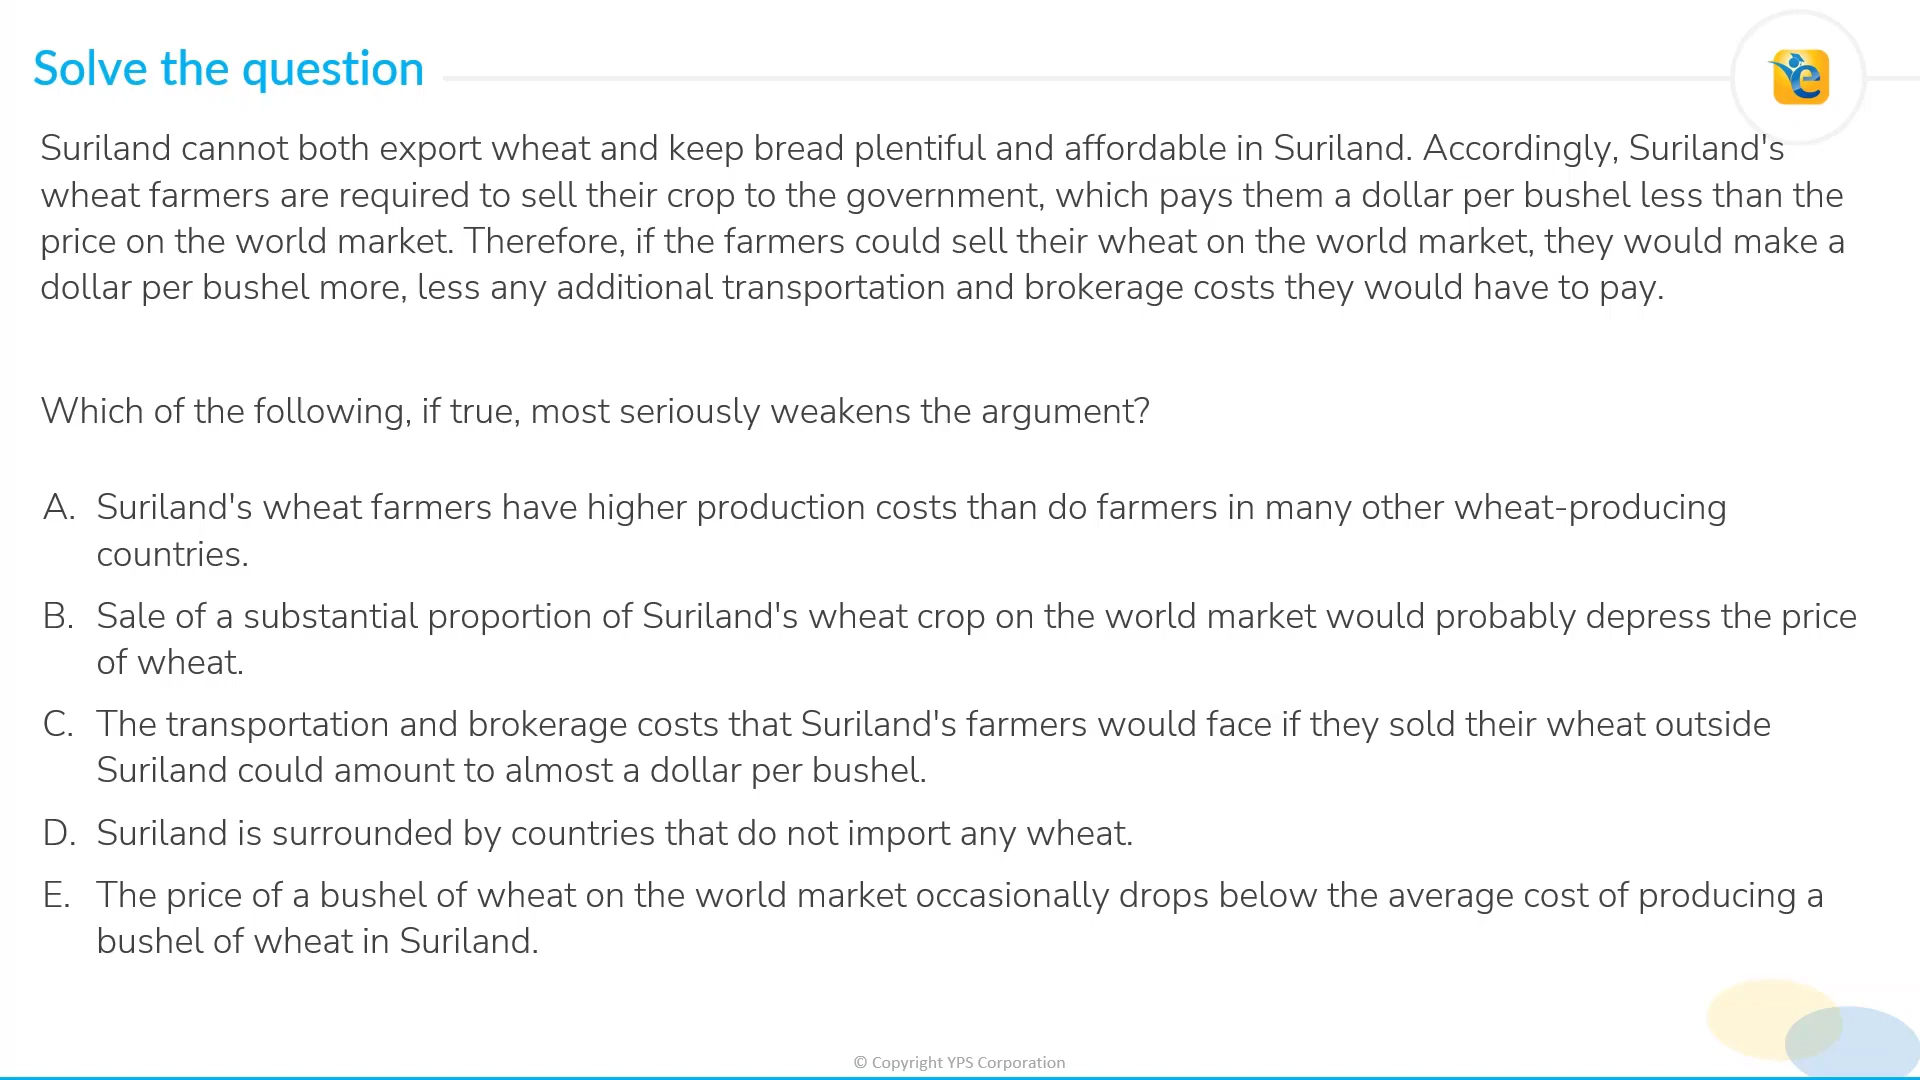 Solve the question
Suriland cannot both export wheat and keep bread plentiful and affordable in Suriland. Accordingly, Suriland's
wheat farmers are required to sell their crop to the government, which pays them a dollar per bushel less than the
price on the world market. Therefore, if the farmers could sell their wheat on the world market, they would make a
dollar per bushel more, less any additional transportation and brokerage costs they would have to pay.
Which of the following, if true, most seriously weakens the argument?
A. Suriland's wheat farmers have higher production costs than do farmers in many other wheat-producing
countries.
B. Sale of a substantial proportion of Suriland's wheat crop on the world market would probably depress the price
of wheat.
C. The transportation and brokerage costs that Suriland's farmers would face if they sold their wheat outside
Suriland could amount to almost a dollar per bushel.
D. Suriland is surrounded by countries that do not import any wheat.
E. The price of a bushel of wheat on the world market occasionally drops below the average cost of producing a
bushel of wheat in Suriland.
© Copyright YPS Corporation